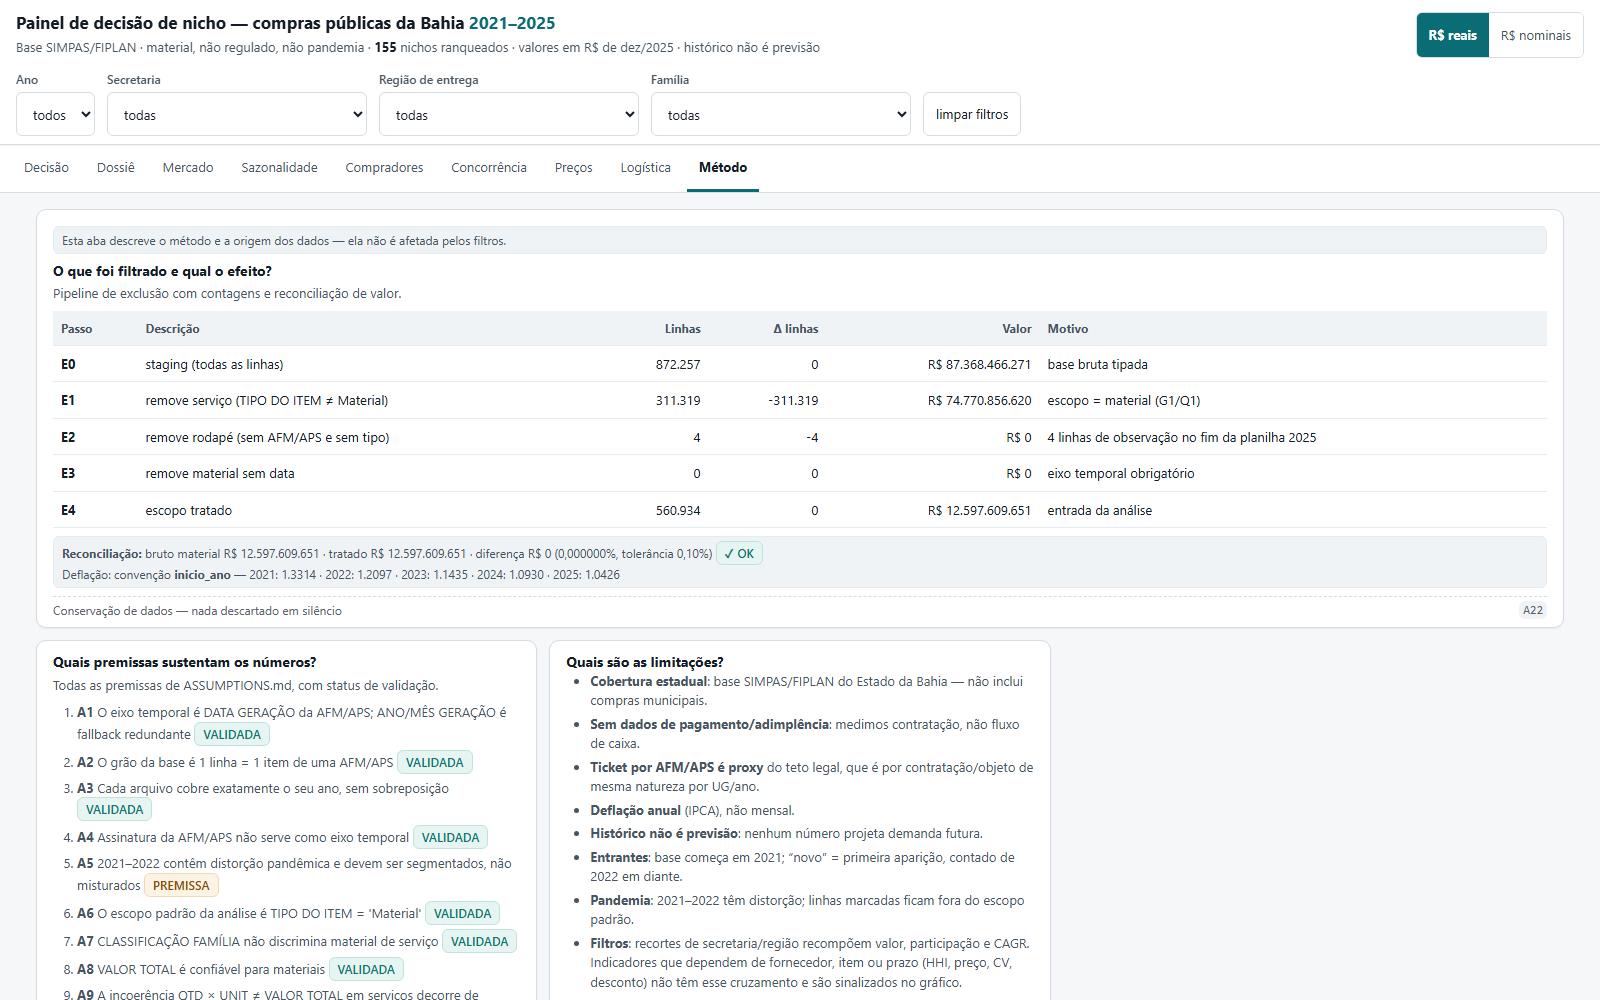 Painel de decisão de nicho — compras públicas da Bahia 2021–2025
Base SIMPAS/FIPLAN · material, não regulado, não pandemia · 155 nichos ranqueados · valores em R$ de dez/2025 · histórico não é previsão
R$ reais R$ nominais
Ano Secretaria Região de entrega Família
todos todas todas todas limpar filtros
Decisão Dossiê Mercado Sazonalidade Compradores Concorrência Preços Logística Método
Esta aba descreve o método e a origem dos dados — ela não é afetada pelos filtros.
O que foi filtrado e qual o efeito?
Pipeline de exclusão com contagens e reconciliação de valor.
Passo Descrição Linhas Δ linhas Valor Motivo
E0 staging (todas as linhas) 872.257 0 R$ 87.368.466.271 base bruta tipada
E1 remove serviço (TIPO DO ITEM ≠ Material) 311.319 -311.319 R$ 74.770.856.620 escopo = material (G1/Q1)
E2 remove rodapé (sem AFM/APS e sem tipo) 4 -4 R$ 0 4 linhas de observação no fim da planilha 2025
E3 remove material sem data 0 0 R$ 0 eixo temporal obrigatório
E4 escopo tratado 560.934 0 R$ 12.597.609.651 entrada da análise
Reconciliação: bruto material R$ 12.597.609.651 · tratado R$ 12.597.609.651 · diferença R$ 0 (0,000000%, tolerância 0,10%) ✓ OK
Deflação: convenção inicio_ano — 2021: 1.3314 · 2022: 1.2097 · 2023: 1.1435 · 2024: 1.0930 · 2025: 1.0426
Conservação de dados — nada descartado em silêncio A22
Quais premissas sustentam os números?
Todas as premissas de ASSUMPTIONS.md, com status de validação.
1. A1 O eixo temporal é DATA GERAÇÃO da AFM/APS; ANO/MÊS GERAÇÃO é
fallback redundante VALIDADA
2. A2 O grão da base é 1 linha = 1 item de uma AFM/APS VALIDADA
3. A3 Cada arquivo cobre exatamente o seu ano, sem sobreposição
VALIDADA
4. A4 Assinatura da AFM/APS não serve como eixo temporal VALIDADA
5. A5 2021–2022 contêm distorção pandêmica e devem ser segmentados, não
misturados PREMISSA
6. A6 O escopo padrão da análise é TIPO DO ITEM = 'Material' VALIDADA
7. A7 CLASSIFICAÇÃO FAMÍLIA não discrimina material de serviço VALIDADA
8. A8 VALOR TOTAL é confiável para materiais VALIDADA
9. A9 A incoerência QTD × UNIT ≠ VALOR TOTAL em serviços decorre de
Quais são as limitações?
• Cobertura estadual: base SIMPAS/FIPLAN do Estado da Bahia — não inclui
compras municipais.
• Sem dados de pagamento/adimplência: medimos contratação, não fluxo
de caixa.
• Ticket por AFM/APS é proxy do teto legal, que é por contratação/objeto de
mesma natureza por UG/ano.
• Deflação anual (IPCA), não mensal.
• Histórico não é previsão: nenhum número projeta demanda futura.
• Entrantes: base começa em 2021; “novo” = primeira aparição, contado de
2022 em diante.
• Pandemia: 2021–2022 têm distorção; linhas marcadas ficam fora do escopo
padrão.
• Filtros: recortes de secretaria/região recompõem valor, participação e CAGR.
Indicadores que dependem de fornecedor, item ou prazo (HHI, preço, CV,
desconto) não têm esse cruzamento e são sinalizados no gráfico.